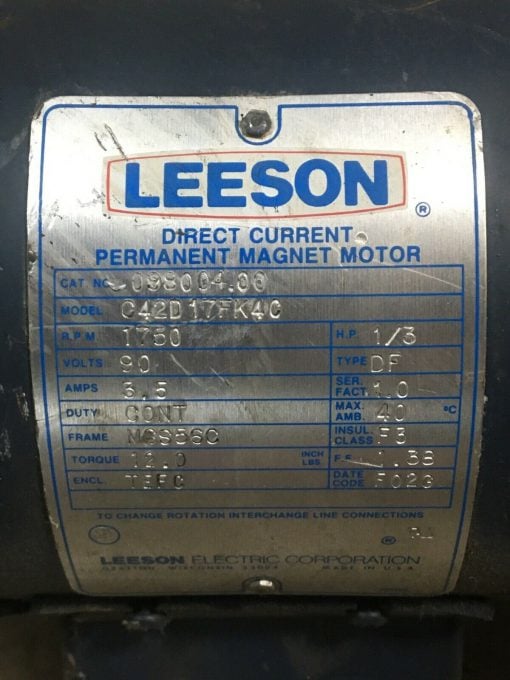 LEESON ®
DIRECT CURRENT
PERMANENT MAGNET MOTOR
CAT. NO. 098004.00
MODEL C42D17FK4C
R.P.M. 1750 H.P. 1/3
VOLTS 90 TYPE DF
AMPS 3.5 SER. FACT. 1.0
DUTY CONT MAX. AMB. 40 °C
FRAME INSUL. CLASS F3
TORQUE 12.0 INCH LBS F.F. 1.38
ENCL. TEFC DATE CODE F02G
TO CHANGE ROTATION INTERCHANGE LINE CONNECTIONS
®
LEESON ELECTRIC CORPORATION
GRAFTON, WISCONSIN 53024 MADE IN U.S.A.